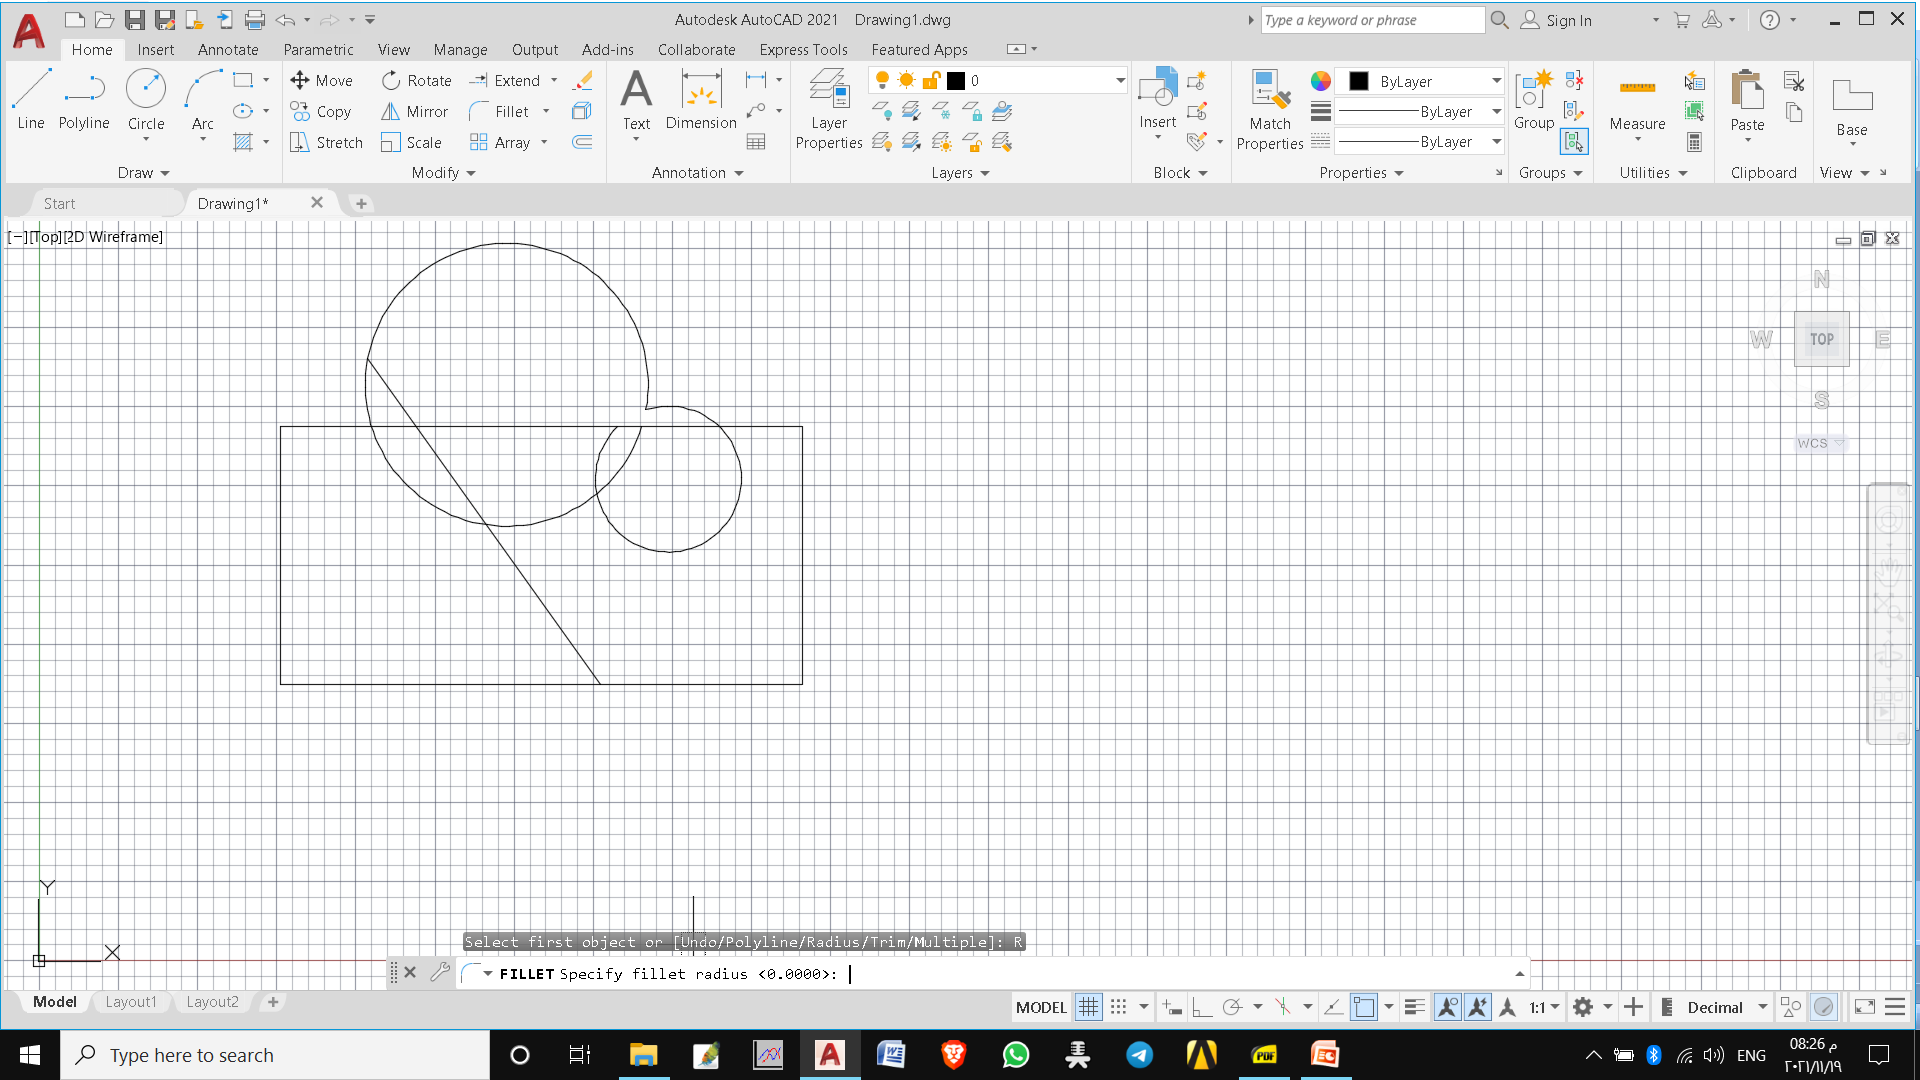 Autodesk AutoCAD 2021 Drawing1.dwg
Type a keyword or phrase
Sign In
Home Insert Annotate Parametric View Manage Output Add-ins Collaborate Express Tools Featured Apps
Line
Polyline
Circle
Arc
Draw
Move
Rotate
Extend
Copy
Mirror
Fillet
Stretch
Scale
Array
Modify
Text
Dimension
Annotation
Layer
Properties
0
Layers
Insert
Block
Match
Properties
ByLayer
ByLayer
ByLayer
Properties
Group
Groups
Measure
Utilities
Paste
Clipboard
Base
View
Start
Drawing1*
[−][Top][2D Wireframe]
N
W
TOP
E
S
WCS
Y
X
Select first object or [Undo/Polyline/Radius/Trim/Multiple]: R
FILLET Specify fillet radius <0.0000>:
Model Layout1 Layout2
MODEL
1:1
Decimal
Type here to search
PDF
ENG
08:26 م
٢٠٢١/١١/١٩